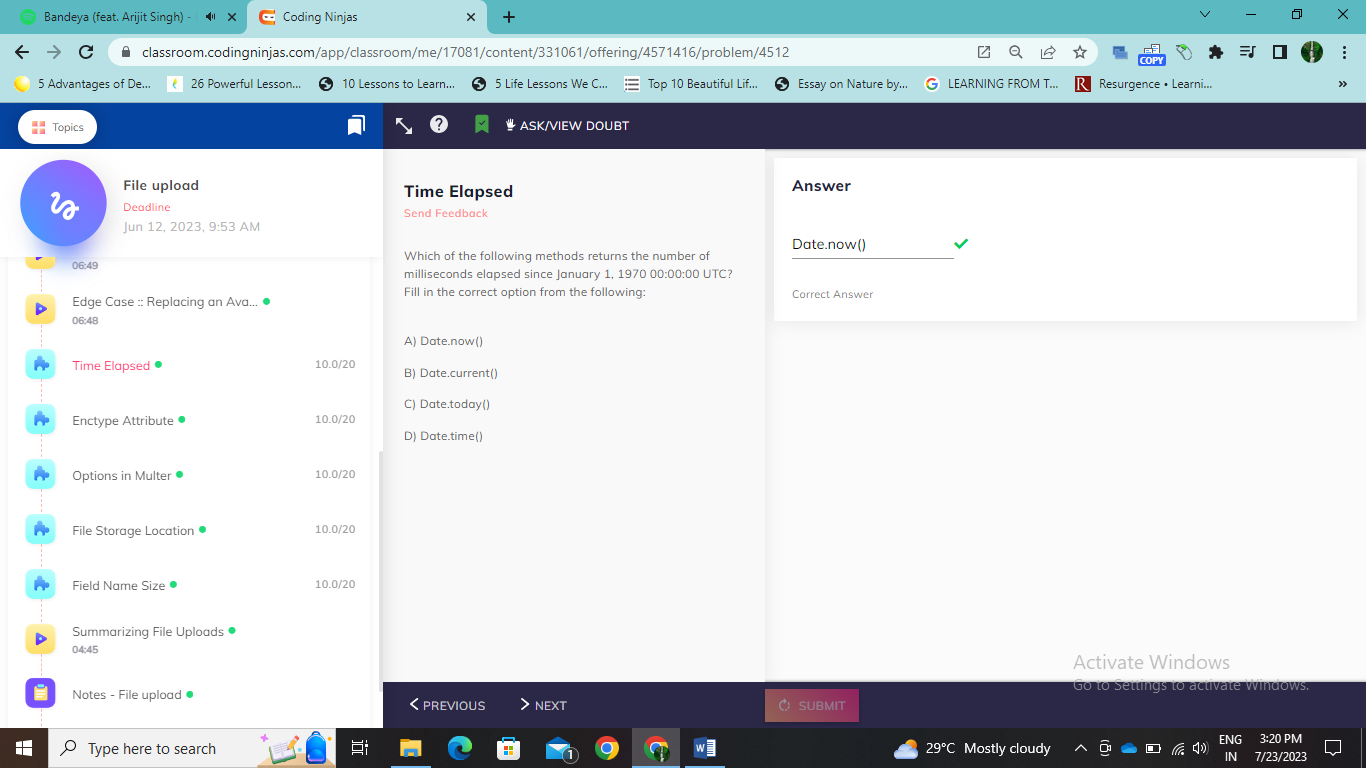 Bandeya (feat. Arijit Singh) -
Coding Ninjas
classroom.codingninjas.com/app/classroom/me/17081/content/331061/offering/4571416/problem/4512
COPY
5 Advantages of De...
26 Powerful Lesson...
10 Lessons to Learn...
5 Life Lessons We C...
Top 10 Beautiful Lif...
Essay on Nature by...
LEARNING FROM T...
Resurgence • Learni...
»
Topics
ASK/VIEW DOUBT
File upload
Deadline
Jun 12, 2023, 9:53 AM
06:49
Edge Case :: Replacing an Ava...
06:48
Time Elapsed
10.0/20
Enctype Attribute
10.0/20
Options in Multer
10.0/20
File Storage Location
10.0/20
Field Name Size
10.0/20
Summarizing File Uploads
04:45
Notes - File upload
Time Elapsed
Send Feedback
Which of the following methods returns the number of
milliseconds elapsed since January 1, 1970 00:00:00 UTC?
Fill in the correct option from the following:
A) Date.now()
B) Date.current()
C) Date.today()
D) Date.time()
Answer
Date.now()
Correct Answer
Activate Windows
Go to Settings to activate Windows.
PREVIOUS
NEXT
SUBMIT
Type here to search
1
29°C Mostly cloudy
ENG
IN
3:20 PM
7/23/2023